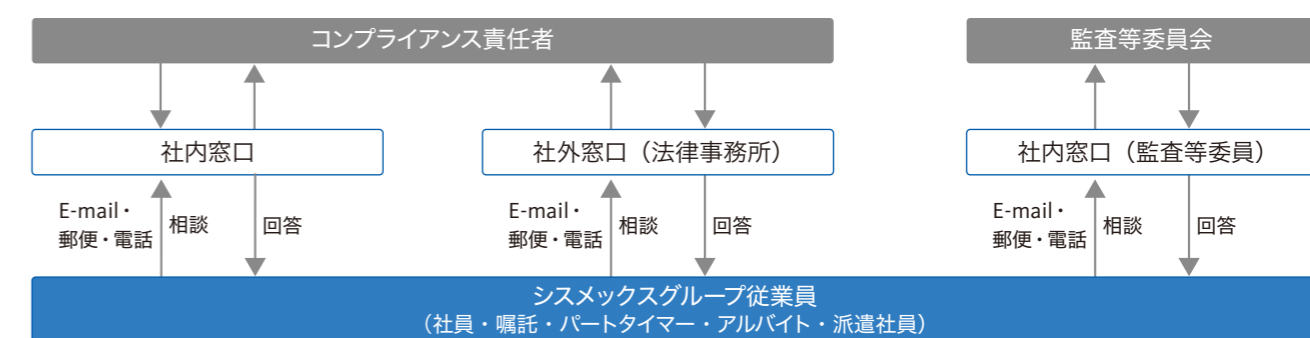 コンプライアンス責任者
監査等委員会
社内窓口
社外窓口（法律事務所）
社内窓口（監査等委員）
E-mail・
郵便・電話
相談
回答
E-mail・
郵便・電話
相談
回答
E-mail・
郵便・電話
相談
回答
シスメックスグループ従業員
（社員・嘱託・パートタイマー・アルバイト・派遣社員）